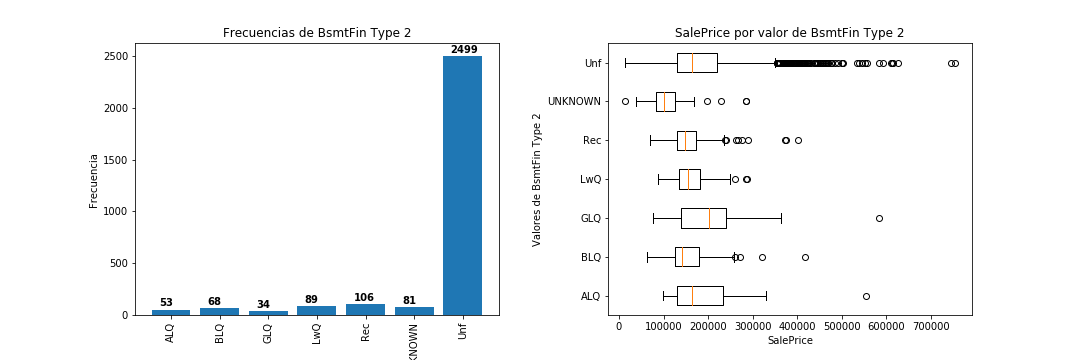 Frecuencias de BsmtFin Type 2
Frecuencia
2500
2000
1500
1000
500
0
53
68
34
89
106
81
2499
ALQ
BLQ
GLQ
LwQ
Rec
KNOWN
Unf
SalePrice por valor de BsmtFin Type 2
Valores de BsmtFin Type 2
Unf
UNKNOWN
Rec
LwQ
GLQ
BLQ
ALQ
0
100000
200000
300000
400000
500000
600000
700000
SalePrice